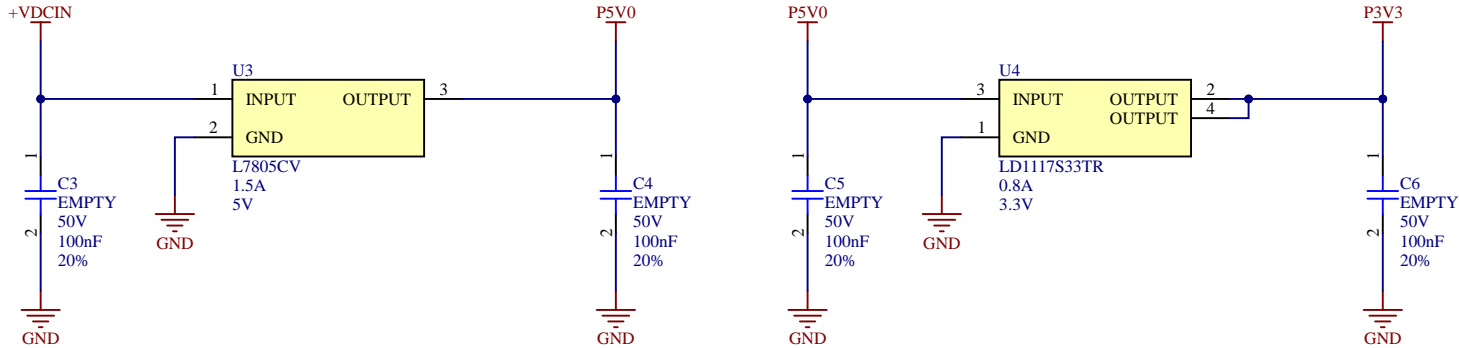 +VDCIN
P5V0
P5V0
P3V3
U3
1 INPUT OUTPUT 3
2 GND
L7805CV
1.5A
5V
GND
1
C3
EMPTY
50V
100nF
20%
2
GND
1
C4
EMPTY
50V
100nF
20%
2
GND
U4
3 INPUT OUTPUT 2
OUTPUT 4
1 GND
LD1117S33TR
0.8A
3.3V
GND
1
C5
EMPTY
50V
100nF
20%
2
GND
1
C6
EMPTY
50V
100nF
20%
2
GND